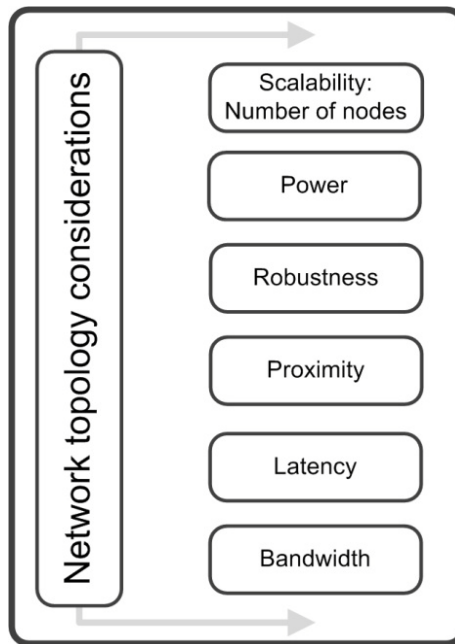 Network topology considerations
Scalability:
Number of nodes
Power
Robustness
Proximity
Latency
Bandwidth